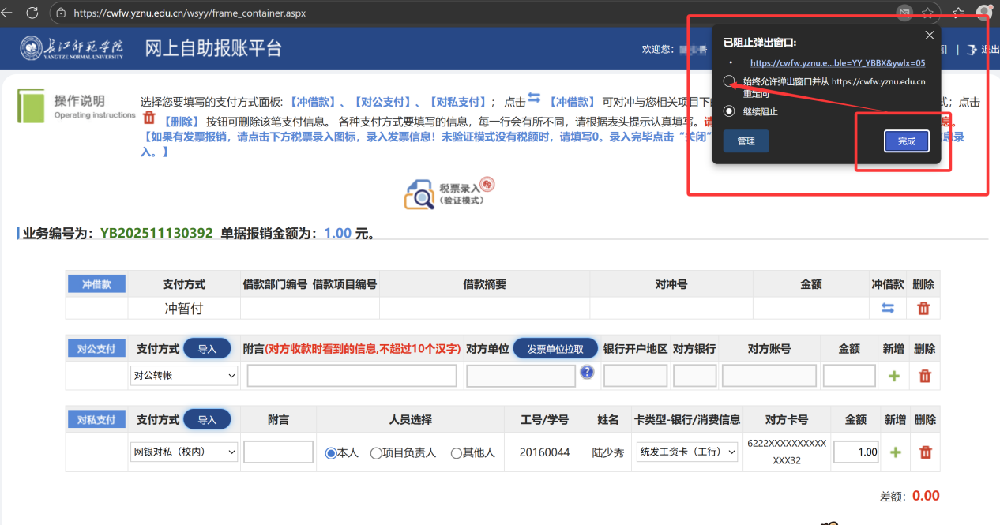 https://cwfw.yznu.edu.cn/wsyy/frame_container.aspx
长江师范学院
YANGTZE NORMAL UNIVERSITY
网上自助报账平台
欢迎您:
退出
已阻止弹出窗口:
https://cwfw.yznu.e...ble=YY_YBBX&ywlx=05
始终允许弹出窗口并从 https://cwfw.yznu.edu.cn
重定向
继续阻止
管理
完成
操作说明
Operating instructions
选择您要填写的支付方式面板:【冲借款】、【对公支付】、【对私支付】; 点击 【冲借款】 可对冲与您相关项目下 式; 点击
【删除】 按钮可删除该笔支付信息。 各种支付方式要填写的信息，每一行会有所不同，请根据表头提示认真填写。请 息。
【如果有发票报销，请点击下方税票录入图标，录入发票信息！未验证模式没有税额时，请填写0。录入完毕点击“关闭” 信息录
入。】
税票录入
(验证模式)
业务编号为: YB202511130392 单据报销金额为: 1.00 元。
冲借款 支付方式 借款部门编号 借款项目编号 借款摘要 对冲号 金额 冲借款 删除
冲暂付
对公支付 支付方式 导入 附言(对方收款时看到的信息,不超过10个汉字) 对方单位 发票单位拉取 银行开户地区 对方银行 对方账号 金额 新增 删除
对公转帐 ?
对私支付 支付方式 导入 附言 人员选择 工号/学号 姓名 卡类型-银行/消费信息 对方卡号 金额 新增 删除
网银对私（校内） 本人 项目负责人 其他人 20160044 陆少秀 统发工资卡（工行） 6222XXXXXXXXXX
XXX32 1.00
差额: 0.00